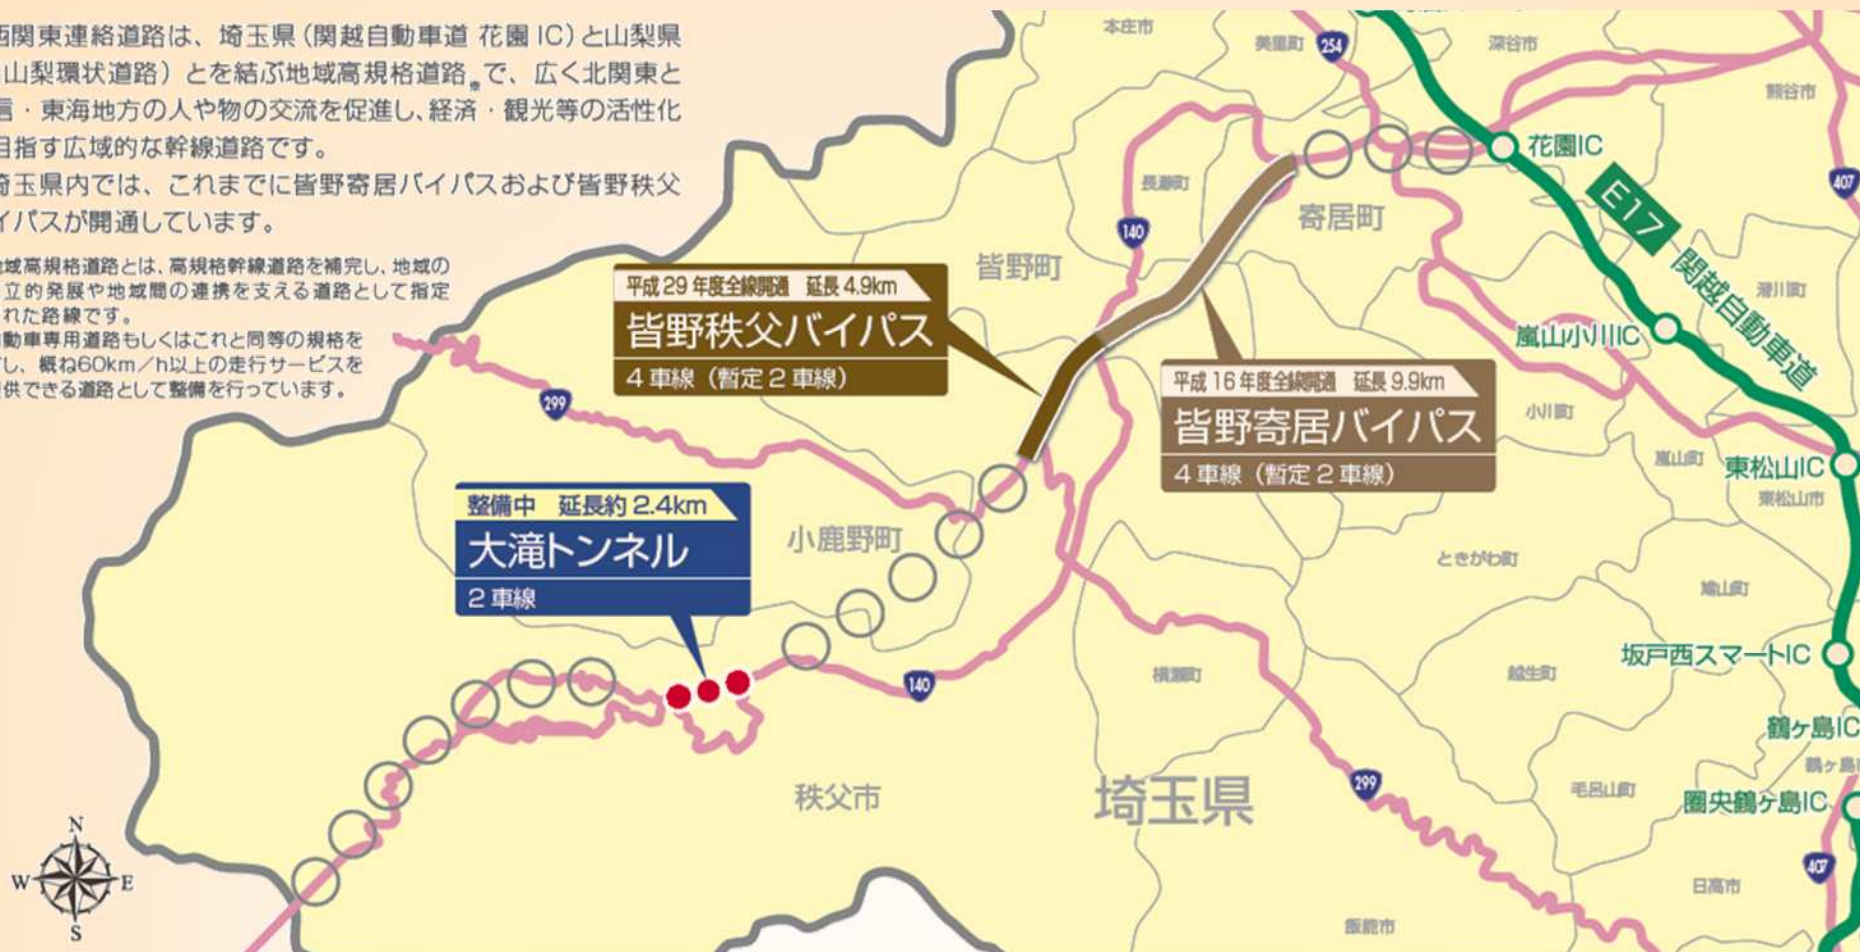 西関東連絡道路は、埼玉県（関越自動車道 花園IC）と山梨県
山梨環状道路）とを結ぶ地域高規格道路※で、広く北関東と
信・東海地方の人や物の交流を促進し、経済・観光等の活性化
目指す広域的な幹線道路です。
埼玉県内では、これまでに皆野寄居バイパスおよび皆野秩父
イパスが開通しています。
地域高規格道路とは、高規格幹線道路を補完し、地域の
立的発展や地域間の連携を支える道路として指定
れた路線です。
動車専用道路もしくはこれと同等の規格を
し、概ね60km／h以上の走行サービスを
供できる道路として整備を行っています。
本庄市
美里町
254
深谷市
熊谷市
花園IC
407
E17
関越自動車道
長瀞町
寄居町
140
皆野町
滑川町
嵐山小川IC
平成29年度全線開通 延長4.9km
皆野秩父バイパス
4車線（暫定2車線）
平成16年度全線開通 延長9.9km
皆野寄居バイパス
4車線（暫定2車線）
299
小川町
嵐山町
東松山IC
東松山市
整備中 延長約2.4km
大滝トンネル
2車線
小鹿野町
ときがわ町
鳩山町
坂戸西スマートIC
横瀬町
越生町
140
鶴ヶ島IC
鶴ヶ島
秩父市
埼玉県
299
毛呂山町
圏央鶴ヶ島IC
407
日高市
飯能市
N
W
E
S